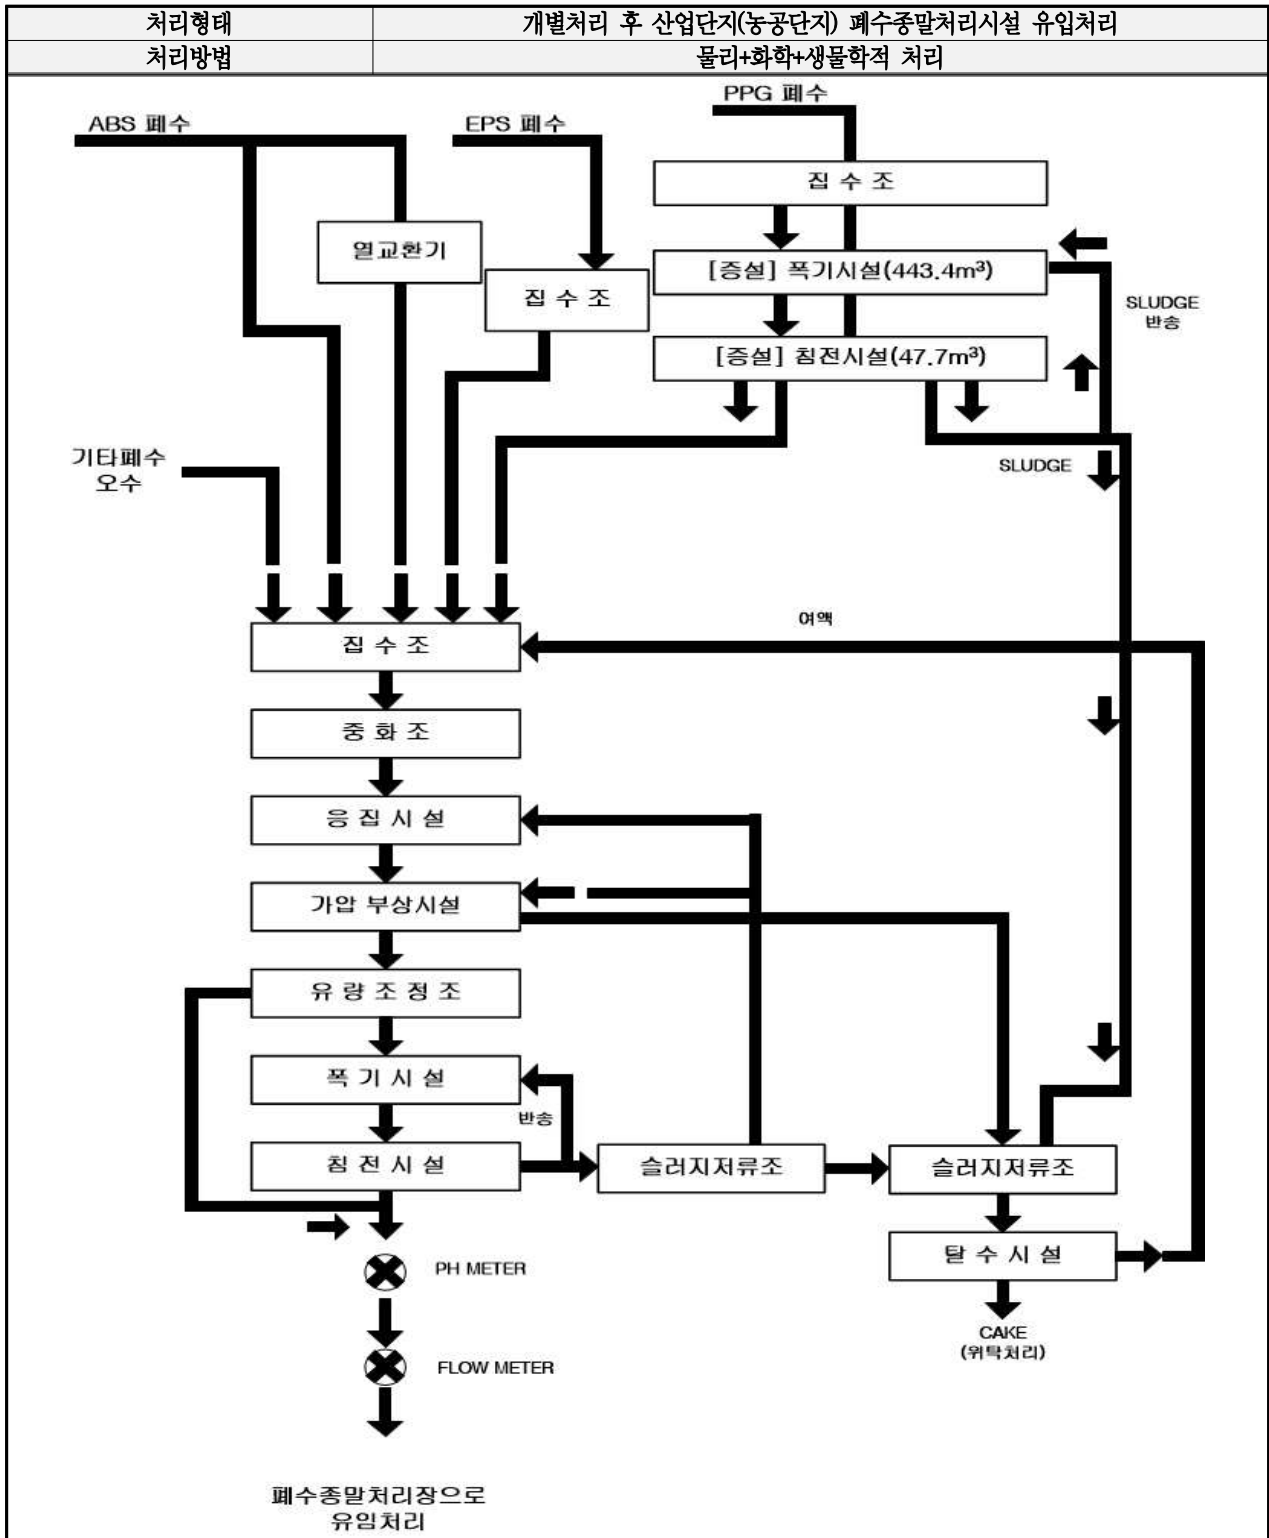 처리형태
개별처리 후 산업단지(농공단지) 폐수종말처리시설 유입처리
처리방법
물리+화학+생물학적 처리
PPG 폐수
ABS 폐수
EPS 폐수
집 수 조
열교환기
[증설] 폭기시설(443.4m³)
집 수 조
SLUDGE
반송
[증설] 침전시설(47.7m³)
기타폐수
오수
SLUDGE
여액
집 수 조
중 화 조
응 집 시 설
가압 부상시설
유 량 조 정 조
폭 기 시 설
반송
침 전 시 설
슬러지저류조
슬러지저류조
탈 수 시 설
PH METER
CAKE
(위탁처리)
FLOW METER
폐수종말처리장으로
유입처리